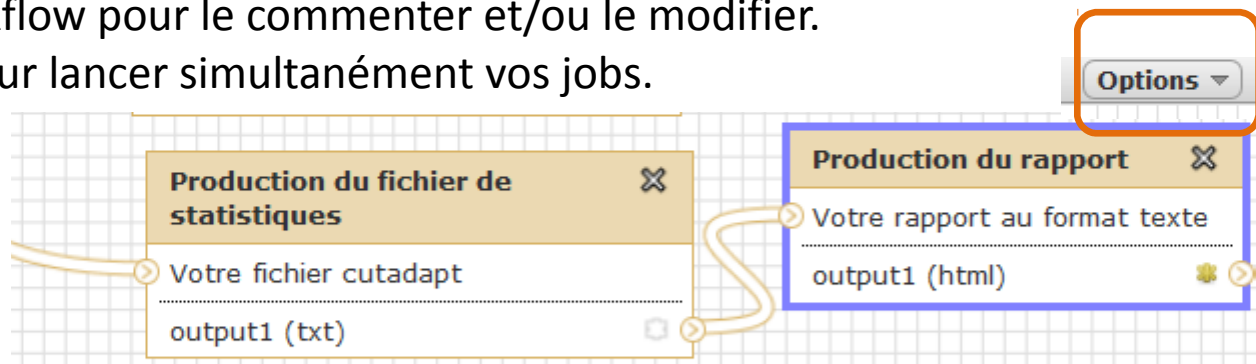 flow pour le commenter et/ou le modifier.
ur lancer simultanément vos jobs.
Options
Production du fichier de
statistiques
Votre fichier cutadapt
output1 (txt)
Production du rapport
Votre rapport au format texte
output1 (html)